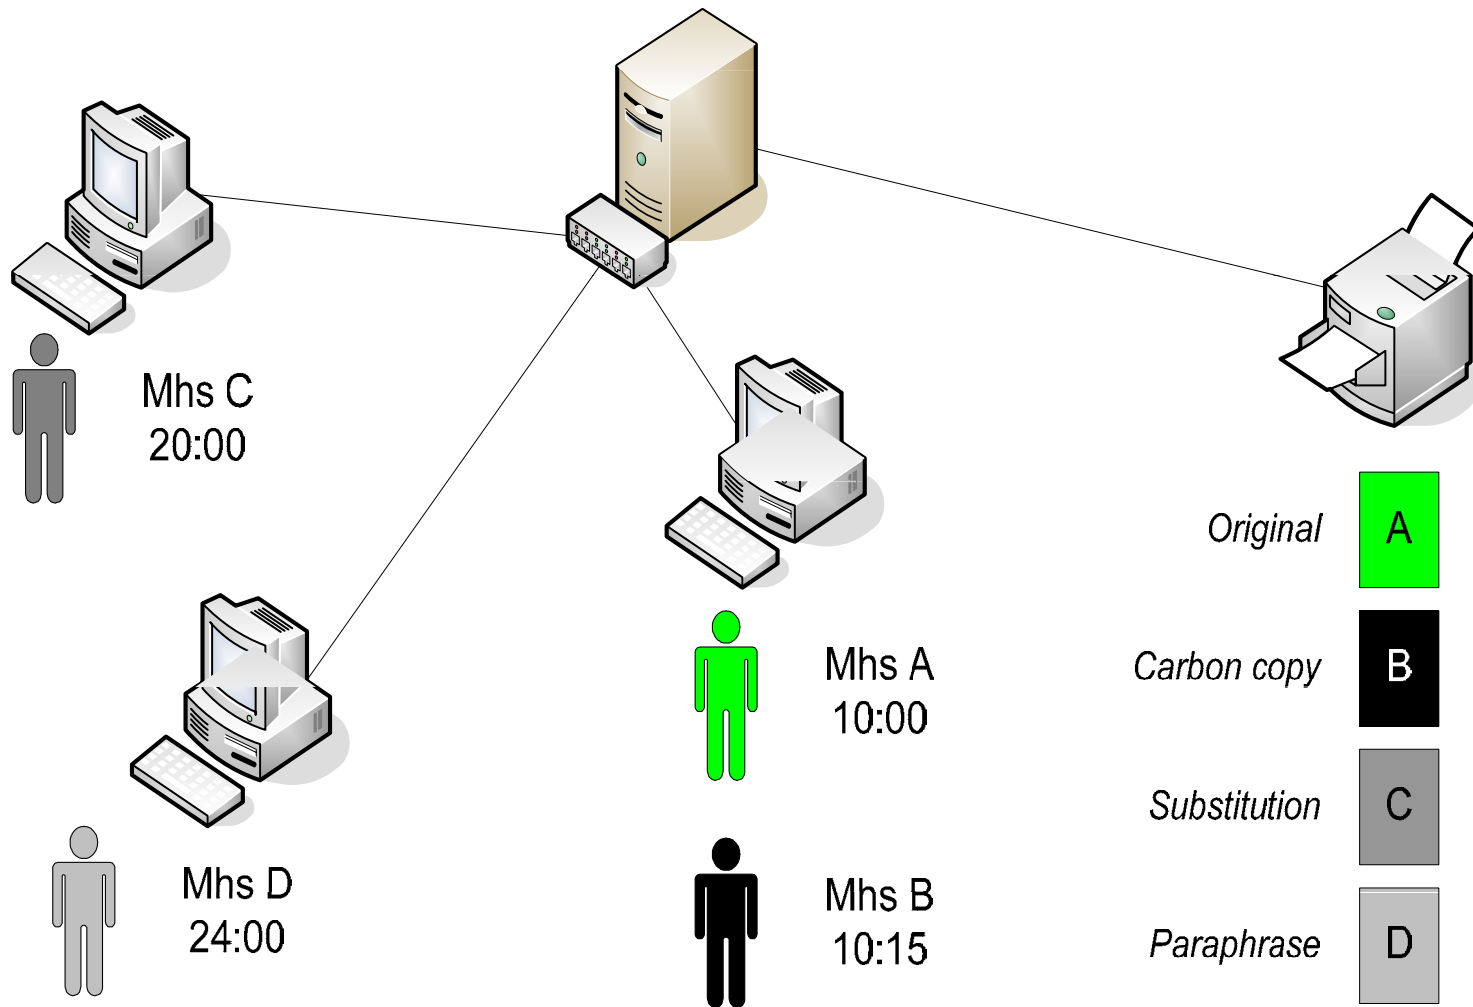 Mhs C
20:00
Mhs D
24:00
Mhs A
10:00
Mhs B
10:15
Original A
Carbon copy B
Substitution C
Paraphrase D